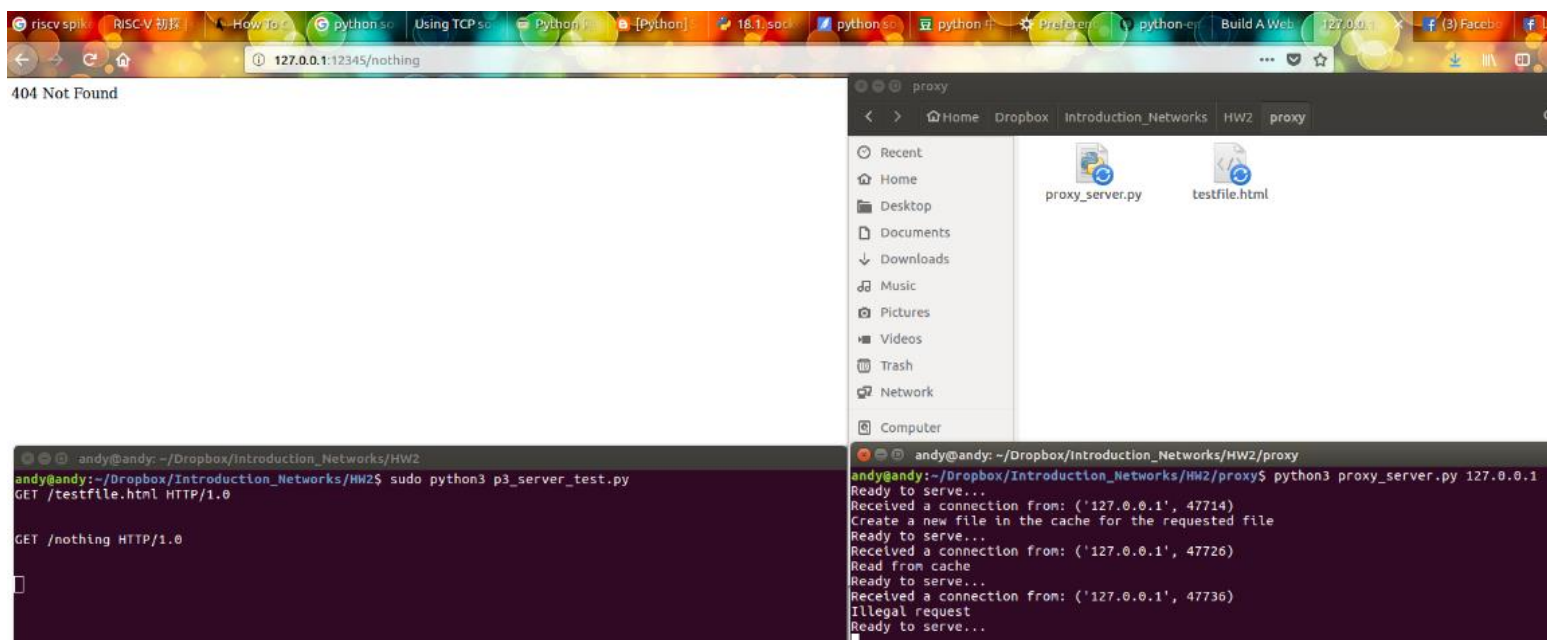 riscv spik RISC-V 初探 How To G python so Using TCP so Python [Python] 18.1. sock python so python Preferenc python-er Build A Web 127.0.0.1 (3) Facebo
127.0.0.1:12345/nothing
404 Not Found
proxy
Home Dropbox Introduction_Networks HW2 proxy
Recent
Home
Desktop
Documents
Downloads
Music
Pictures
Videos
Trash
Network
Computer
proxy_server.py testfile.html
andy@andy: ~/Dropbox/Introduction_Networks/HW2
andy@andy:~/Dropbox/Introduction_Networks/HW2$ sudo python3 p3_server_test.py
GET /testfile.html HTTP/1.0
GET /nothing HTTP/1.0
andy@andy: ~/Dropbox/Introduction_Networks/HW2/proxy
andy@andy:~/Dropbox/Introduction_Networks/HW2/proxy$ python3 proxy_server.py 127.0.0.1
Ready to serve...
Received a connection from: ('127.0.0.1', 47714)
Create a new file in the cache for the requested file
Ready to serve...
Received a connection from: ('127.0.0.1', 47726)
Read from cache
Ready to serve...
Received a connection from: ('127.0.0.1', 47736)
Illegal request
Ready to serve...